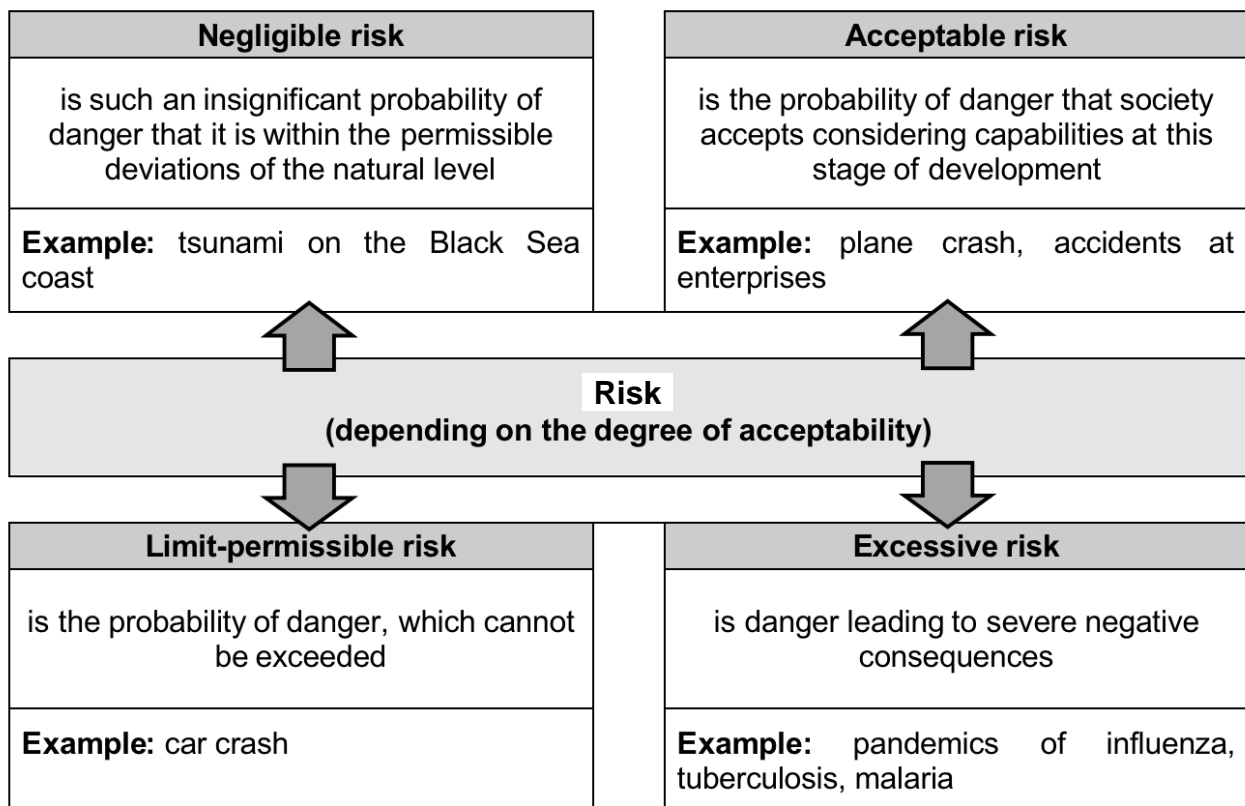 Negligible risk
is such an insignificant probability of
danger that it is within the permissible
deviations of the natural level
Example: tsunami on the Black Sea
coast
Acceptable risk
is the probability of danger that society
accepts considering capabilities at this
stage of development
Example: plane crash, accidents at
enterprises
Risk
(depending on the degree of acceptability)
Limit-permissible risk
is the probability of danger, which cannot
be exceeded
Example: car crash
Excessive risk
is danger leading to severe negative
consequences
Example: pandemics of influenza,
tuberculosis, malaria